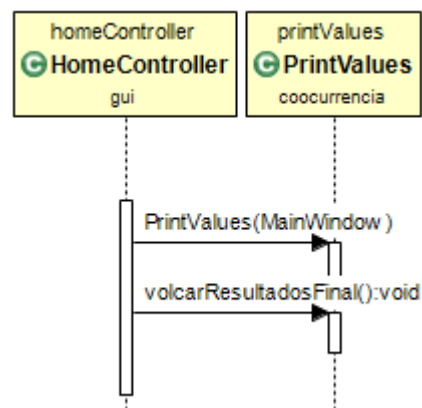 homeController
C HomeController
gui
printValues
C PrintValues
coocurrencia
PrintValues(MainWindow )
volcarResultadosFinal():void